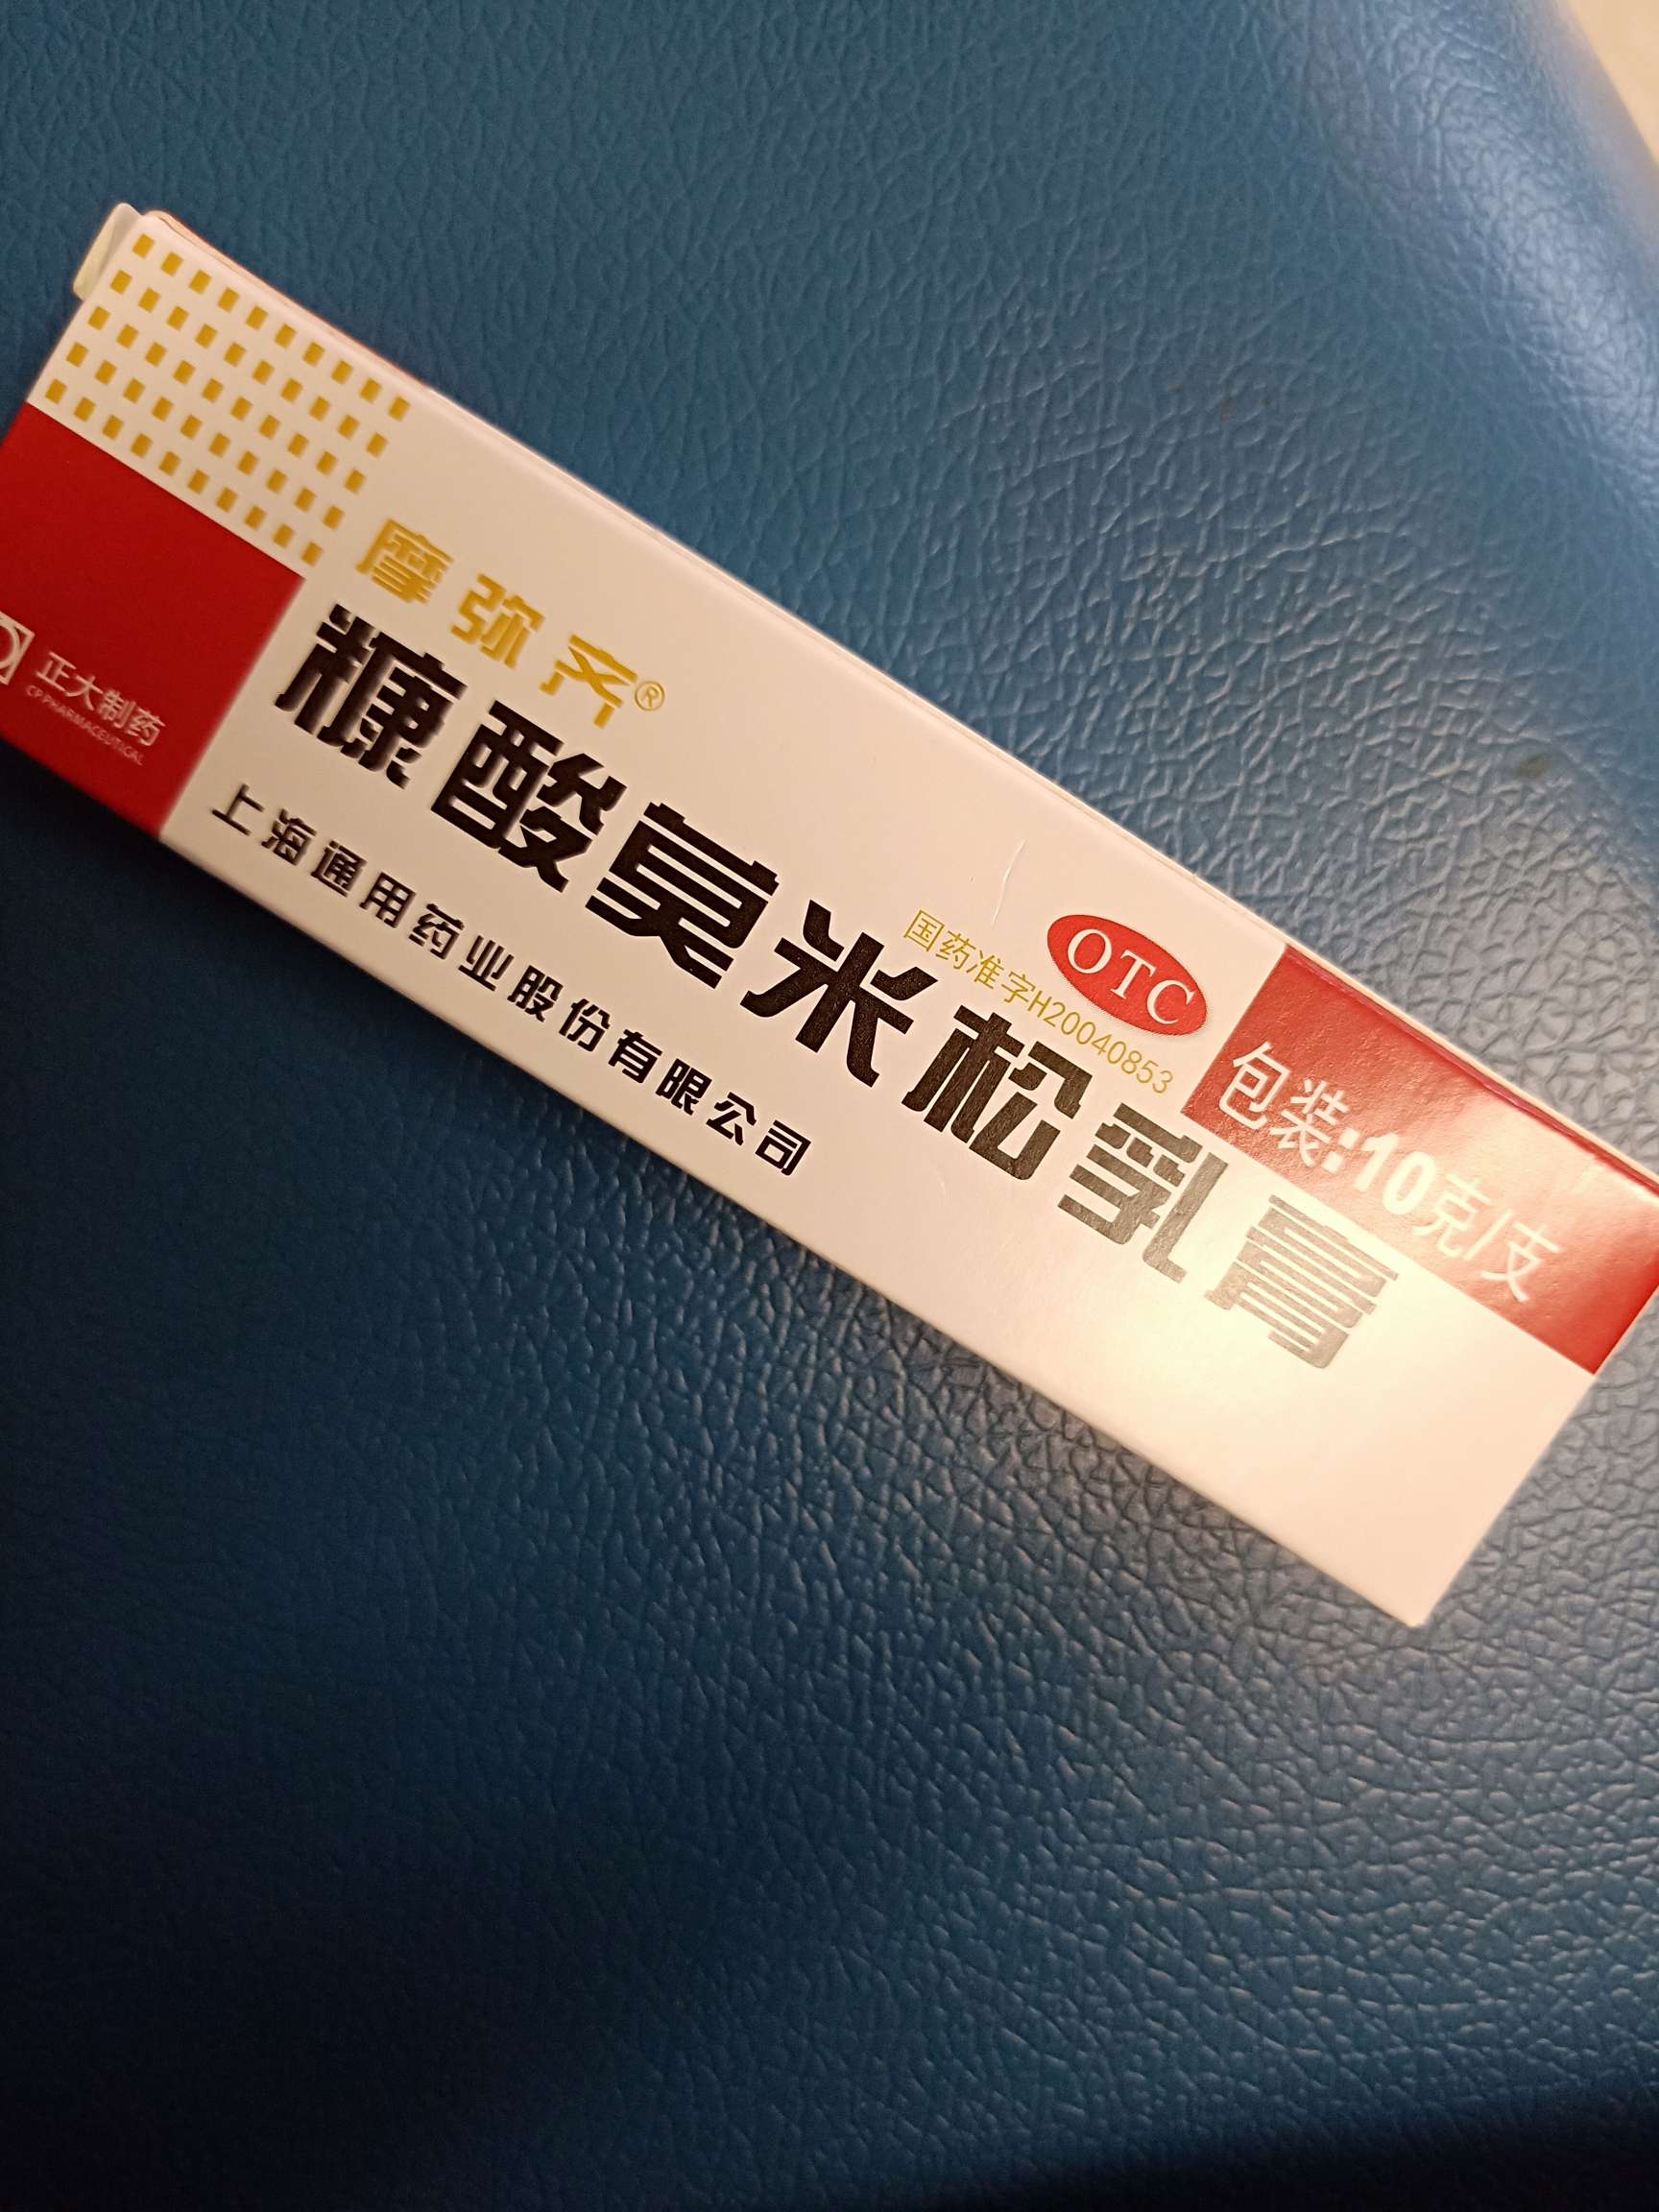 摩弥齐®
糠酸莫米松乳膏
上海通用药业股份有限公司
正大制药
CP PHARMACEUTICAL
OTC
国药准字H20040853
包装:10克/支